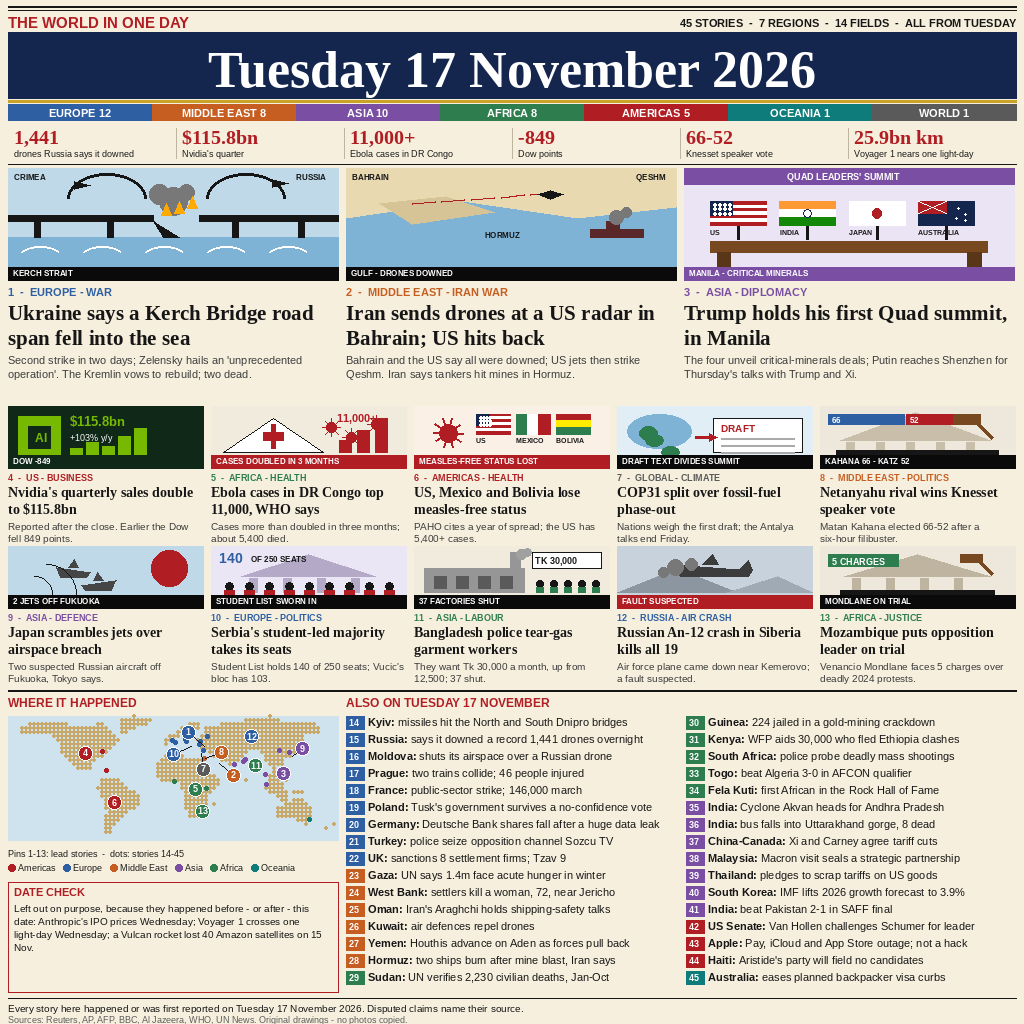 THE WORLD IN ONE DAY
45 STORIES - 7 REGIONS - 14 FIELDS - ALL FROM TUESDAY
Tuesday 17 November 2026
EUROPE 12
MIDDLE EAST 8
ASIA 10
AFRICA 8
AMERICAS 5
OCEANIA 1
WORLD 1
1,441
drones Russia says it downed
$115.8bn
Nvidia's quarter
11,000+
Ebola cases in DR Congo
-849
Dow points
66-52
Knesset speaker vote
25.9bn km
Voyager 1 nears one light-day
CRIMEA
RUSSIA
KERCH STRAIT
1 - EUROPE - WAR
Ukraine says a Kerch Bridge road
span fell into the sea
Second strike in two days; Zelensky hails an 'unprecedented
operation'. The Kremlin vows to rebuild; two dead.
BAHRAIN
QESHM
HORMUZ
GULF - DRONES DOWNED
2 - MIDDLE EAST - IRAN WAR
Iran sends drones at a US radar in
Bahrain; US hits back
Bahrain and the US say all were downed; US jets then strike
Qeshm. Iran says tankers hit mines in Hormuz.
QUAD LEADERS' SUMMIT
US
INDIA
JAPAN
AUSTRALIA
MANILA - CRITICAL MINERALS
3 - ASIA - DIPLOMACY
Trump holds his first Quad summit,
in Manila
The four unveil critical-minerals deals; Putin reaches Shenzhen for
Thursday's talks with Trump and Xi.
AI
$115.8bn
+103% y/y
DOW -849
4 - US - BUSINESS
Nvidia's quarterly sales double
to $115.8bn
Reported after the close. Earlier the Dow
fell 849 points.
11,000+
CASES DOUBLED IN 3 MONTHS
5 - AFRICA - HEALTH
Ebola cases in DR Congo top
11,000, WHO says
Cases more than doubled in three months;
about 5,400 died.
US
MEXICO
BOLIVIA
MEASLES-FREE STATUS LOST
6 - AMERICAS - HEALTH
US, Mexico and Bolivia lose
measles-free status
PAHO cites a year of spread; the US has
5,400+ cases.
DRAFT
DRAFT TEXT DIVIDES SUMMIT
7 - GLOBAL - CLIMATE
COP31 split over fossil-fuel
phase-out
Nations weigh the first draft; the Antalya
talks end Friday.
66
52
KAHANA 66 - KATZ 52
8 - MIDDLE EAST - POLITICS
Netanyahu rival wins Knesset
speaker vote
Matan Kahana elected 66-52 after a
six-hour filibuster.
2 JETS OFF FUKUOKA
9 - ASIA - DEFENCE
Japan scrambles jets over
airspace breach
Two suspected Russian aircraft off
Fukuoka, Tokyo says.
140 OF 250 SEATS
STUDENT LIST SWORN IN
10 - EUROPE - POLITICS
Serbia's student-led majority
takes its seats
Student List holds 140 of 250 seats; Vucic's
bloc has 103.
TK 30,000
37 FACTORIES SHUT
11 - ASIA - LABOUR
Bangladesh police tear-gas
garment workers
They want Tk 30,000 a month, up from
12,500; 37 shut.
FAULT SUSPECTED
12 - RUSSIA - AIR CRASH
Russian An-12 crash in Siberia
kills all 19
Air force plane came down near Kemerovo;
a fault suspected.
5 CHARGES
MONDLANE ON TRIAL
13 - AFRICA - JUSTICE
Mozambique puts opposition
leader on trial
Venancio Mondlane faces 5 charges over
deadly 2024 protests.
WHERE IT HAPPENED
1
12
9
4
10
8
7
2
11
3
5
6
13
Pins 1-13: lead stories - dots: stories 14-45
Americas
Europe
Middle East
Asia
Africa
Oceania
DATE CHECK
Left out on purpose, because they happened before - or after - this
date: Anthropic's IPO prices Wednesday; Voyager 1 crosses one
light-day Wednesday; a Vulcan rocket lost 40 Amazon satellites on 15
Nov.
ALSO ON TUESDAY 17 NOVEMBER
14 Kyiv: missiles hit the North and South Dnipro bridges
15 Russia: says it downed a record 1,441 drones overnight
16 Moldova: shuts its airspace over a Russian drone
17 Prague: two trains collide; 46 people injured
18 France: public-sector strike; 146,000 march
19 Poland: Tusk's government survives a no-confidence vote
20 Germany: Deutsche Bank shares fall after a huge data leak
21 Turkey: police seize opposition channel Sozcu TV
22 UK: sanctions 8 settlement firms; Tzav 9
23 Gaza: UN says 1.4m face acute hunger in winter
24 West Bank: settlers kill a woman, 72, near Jericho
25 Oman: Iran's Araghchi holds shipping-safety talks
26 Kuwait: air defences repel drones
27 Yemen: Houthis advance on Aden as forces pull back
28 Hormuz: two ships burn after mine blast, Iran says
29 Sudan: UN verifies 2,230 civilian deaths, Jan-Oct
30 Guinea: 224 jailed in a gold-mining crackdown
31 Kenya: WFP aids 30,000 who fled Ethiopia clashes
32 South Africa: police probe deadly mass shootings
33 Togo: beat Algeria 3-0 in AFCON qualifier
34 Fela Kuti: first African in the Rock Hall of Fame
35 India: Cyclone Akvan heads for Andhra Pradesh
36 India: bus falls into Uttarakhand gorge, 8 dead
37 China-Canada: Xi and Carney agree tariff cuts
38 Malaysia: Macron visit seals a strategic partnership
39 Thailand: pledges to scrap tariffs on US goods
40 South Korea: IMF lifts 2026 growth forecast to 3.9%
41 India: beat Pakistan 2-1 in SAFF final
42 US Senate: Van Hollen challenges Schumer for leader
43 Apple: Pay, iCloud and App Store outage; not a hack
44 Haiti: Aristide's party will field no candidates
45 Australia: eases planned backpacker visa curbs
Every story here happened or was first reported on Tuesday 17 November 2026. Disputed claims name their source.
Sources: Reuters, AP, AFP, BBC, Al Jazeera, WHO, UN News. Original drawings - no photos copied.